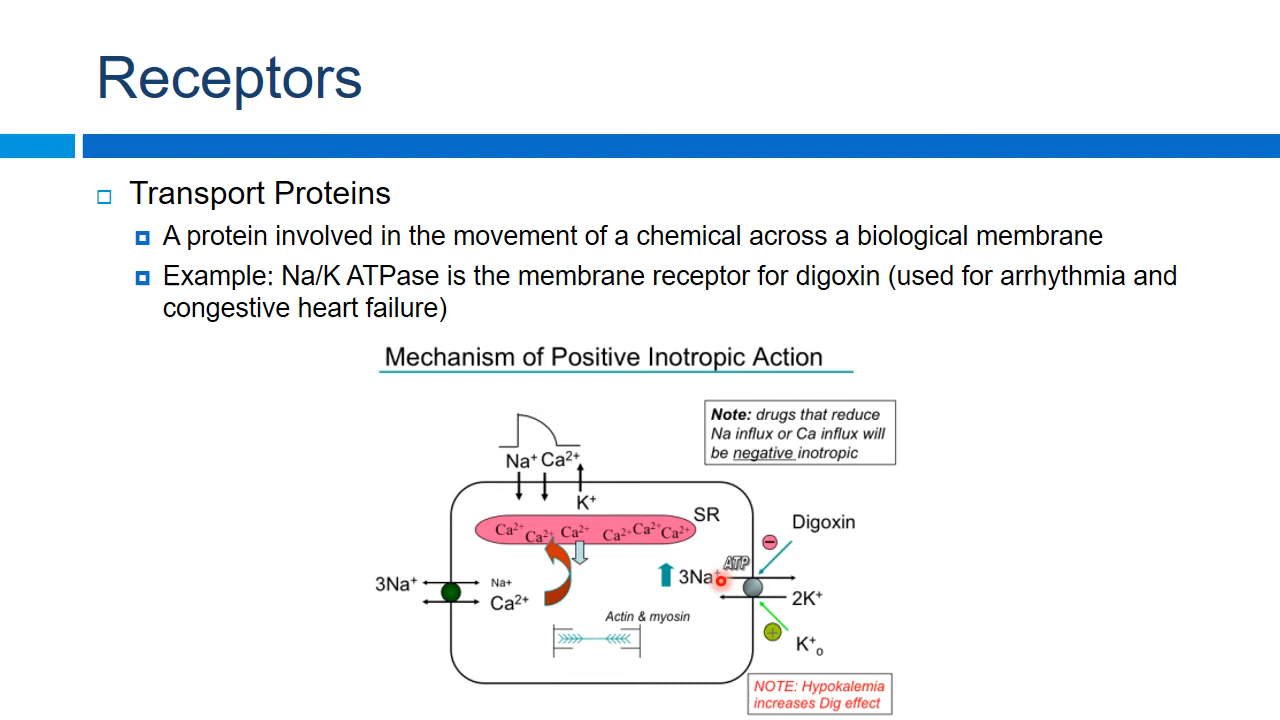 Receptors
Transport Proteins
A protein involved in the movement of a chemical across a biological membrane
Example: Na/K ATPase is the membrane receptor for digoxin (used for arrhythmia and
congestive heart failure)
Mechanism of Positive Inotropic Action
Note: drugs that reduce
Na influx or Ca influx will
be negative inotropic
Na⁺ Ca²⁺
K⁺
SR
Ca²⁺ Ca²⁺ Ca²⁺ Ca²⁺ Ca²⁺ Ca²⁺
Digoxin
−
ATP
3Na⁺
3Na⁺
Na+
Ca²⁺
2K⁺
Actin & myosin
+
K⁺₀
NOTE: Hypokalemia
increases Dig effect